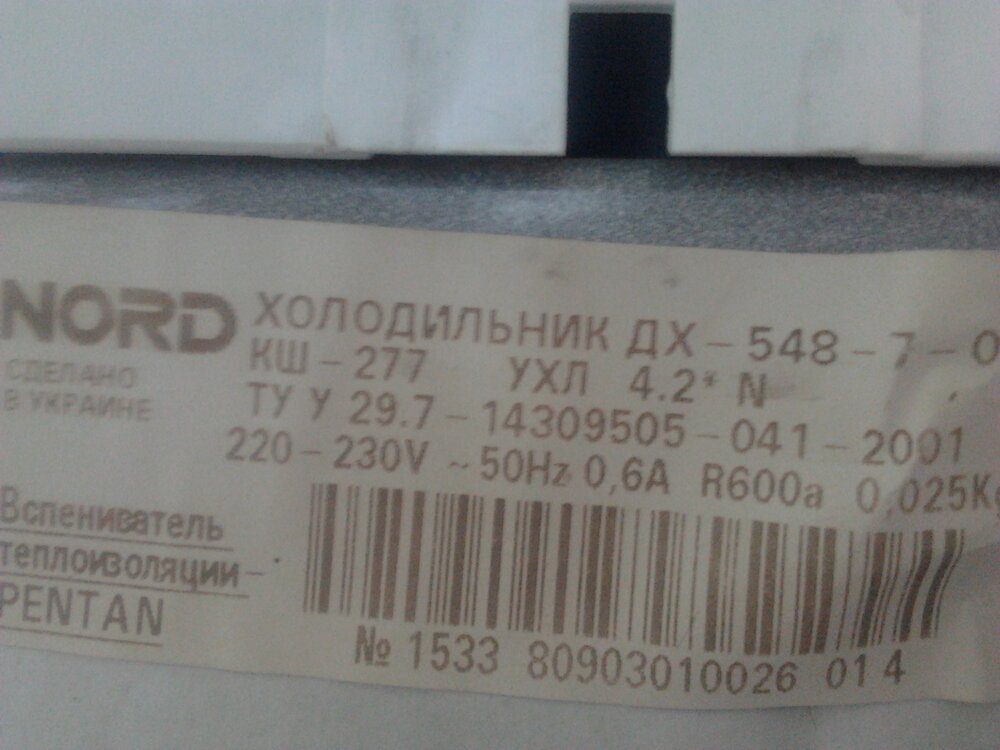 NORD ХОЛОДИЛЬНИК ДХ-548-7-0
СДЕЛАНО
В УКРАИНЕ
КШ-277 УХЛ 4.2* N
ТУ У 29.7-14309505-041-2001
220-230V ~50Hz 0,6A R600a 0,025K
Вспениватель
теплоизоляции-
PENTAN
№ 1533 80903010026 01 4